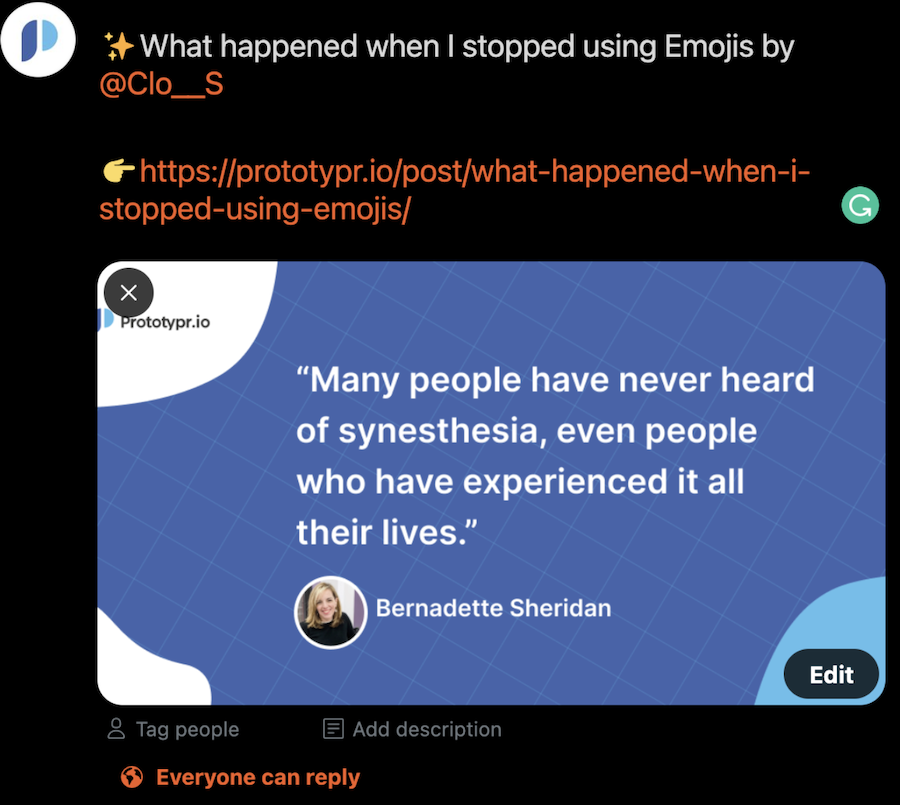 ✨What happened when I stopped using Emojis by
@Clo__S
👉https://prototypr.io/post/what-happened-when-i-
stopped-using-emojis/
Prototypr.io
“Many people have never heard
of synesthesia, even people
who have experienced it all
their lives.”
Bernadette Sheridan
Edit
Tag people
Add description
Everyone can reply